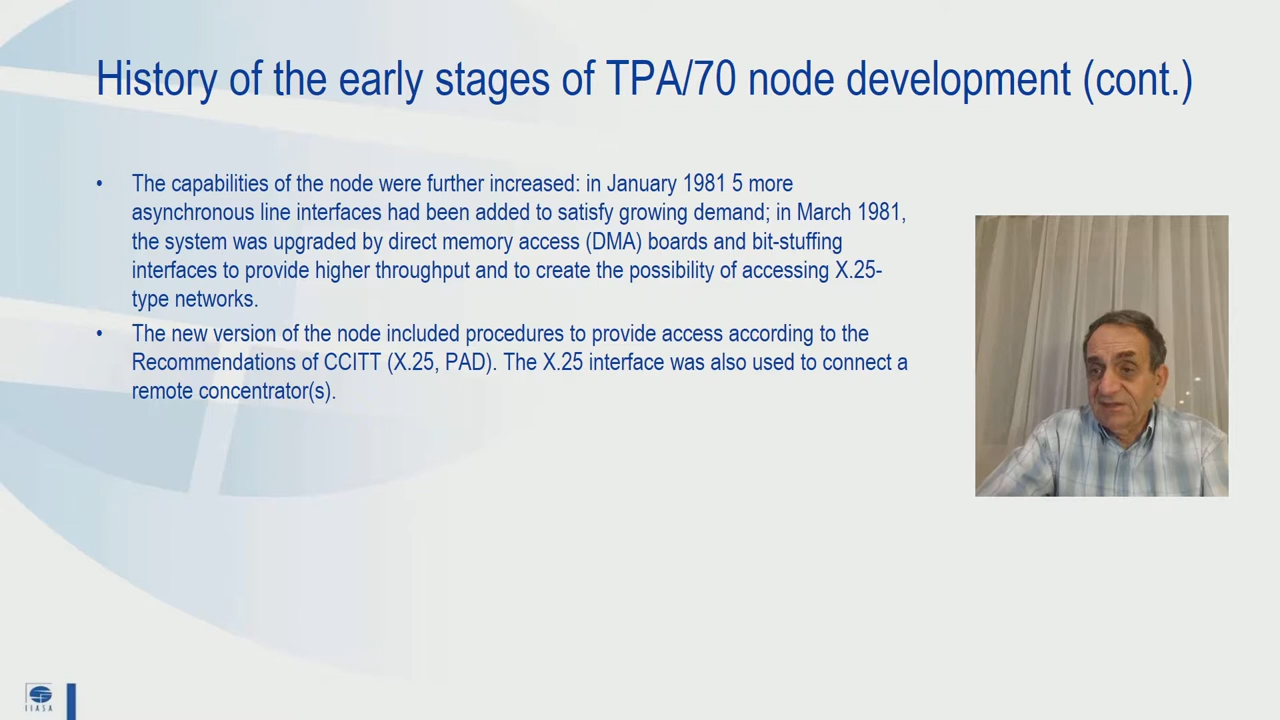 History of the early stages of TPA/70 node development (cont.)
• The capabilities of the node were further increased: in January 1981 5 more
asynchronous line interfaces had been added to satisfy growing demand; in March 1981,
the system was upgraded by direct memory access (DMA) boards and bit-stuffing
interfaces to provide higher throughput and to create the possibility of accessing X.25-
type networks.
• The new version of the node included procedures to provide access according to the
Recommendations of CCITT (X.25, PAD). The X.25 interface was also used to connect a
remote concentrator(s).
IIASA